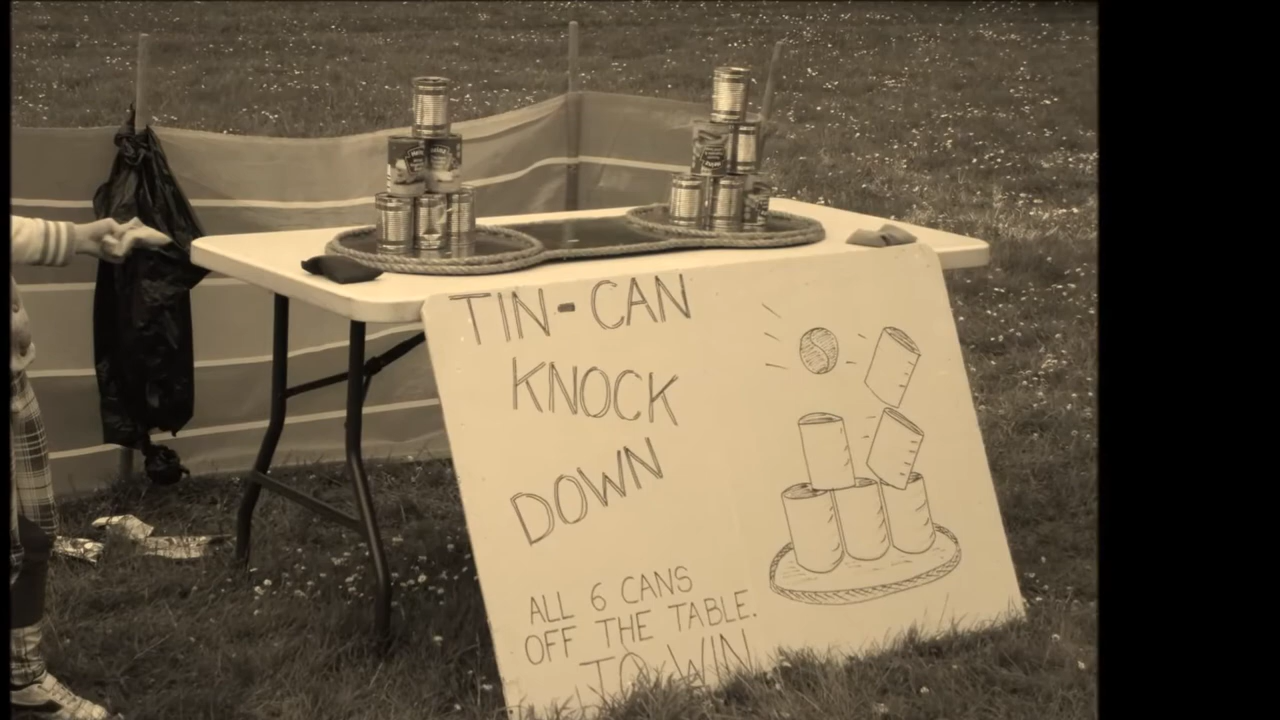 TIN-CAN
KNOCK
DOWN
ALL 6 CANS
OFF THE TABLE.
TO WIN